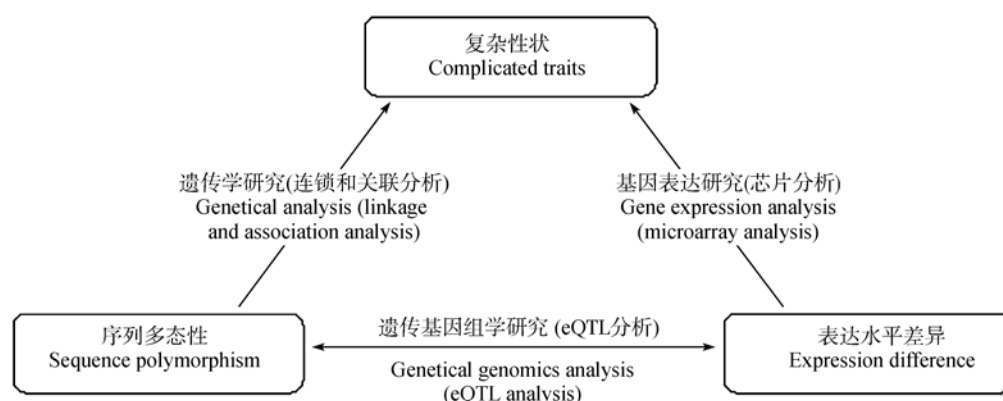 复杂性状
Complicated traits
遗传学研究(连锁和关联分析)
Genetical analysis (linkage
and association analysis)
基因表达研究(芯片分析)
Gene expression analysis
(microarray analysis)
序列多态性
Sequence polymorphism
遗传基因组学研究 (eQTL分析)
Genetical genomics analysis
(eQTL analysis)
表达水平差异
Expression difference